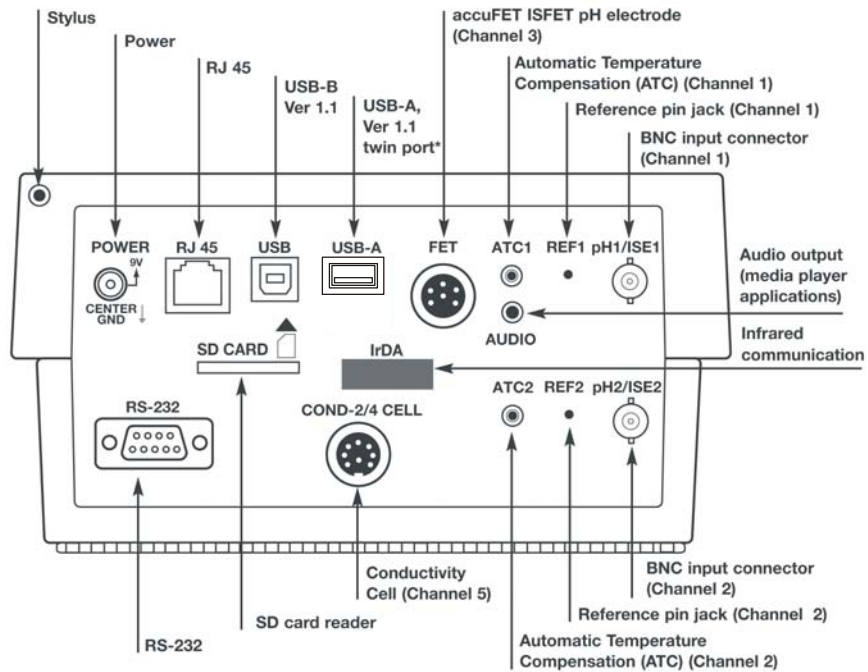 Stylus
Power
RJ 45
USB-B
Ver 1.1
USB-A,
Ver 1.1
twin port*
accuFET ISFET pH electrode
(Channel 3)
Automatic Temperature
Compensation (ATC) (Channel 1)
Reference pin jack (Channel 1)
BNC input connector
(Channel 1)
POWER
9V
CENTER
GND
RJ 45
USB
USB-A
FET
ATC1
REF1
pH1/ISE1
AUDIO
Audio output
(media player
applications)
Infrared
communication
SD CARD
IrDA
RS-232
COND-2/4 CELL
ATC2
REF2
pH2/ISE2
RS-232
SD card reader
Conductivity
Cell (Channel 5)
BNC input connector
(Channel 2)
Reference pin jack (Channel 2)
Automatic Temperature
Compensation (ATC) (Channel 2)